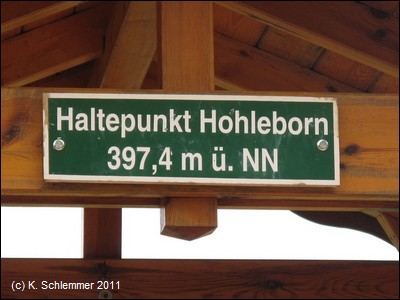 Haltepunkt Hohleborn
397,4 m ü. NN
(c) K. Schlemmer 2011